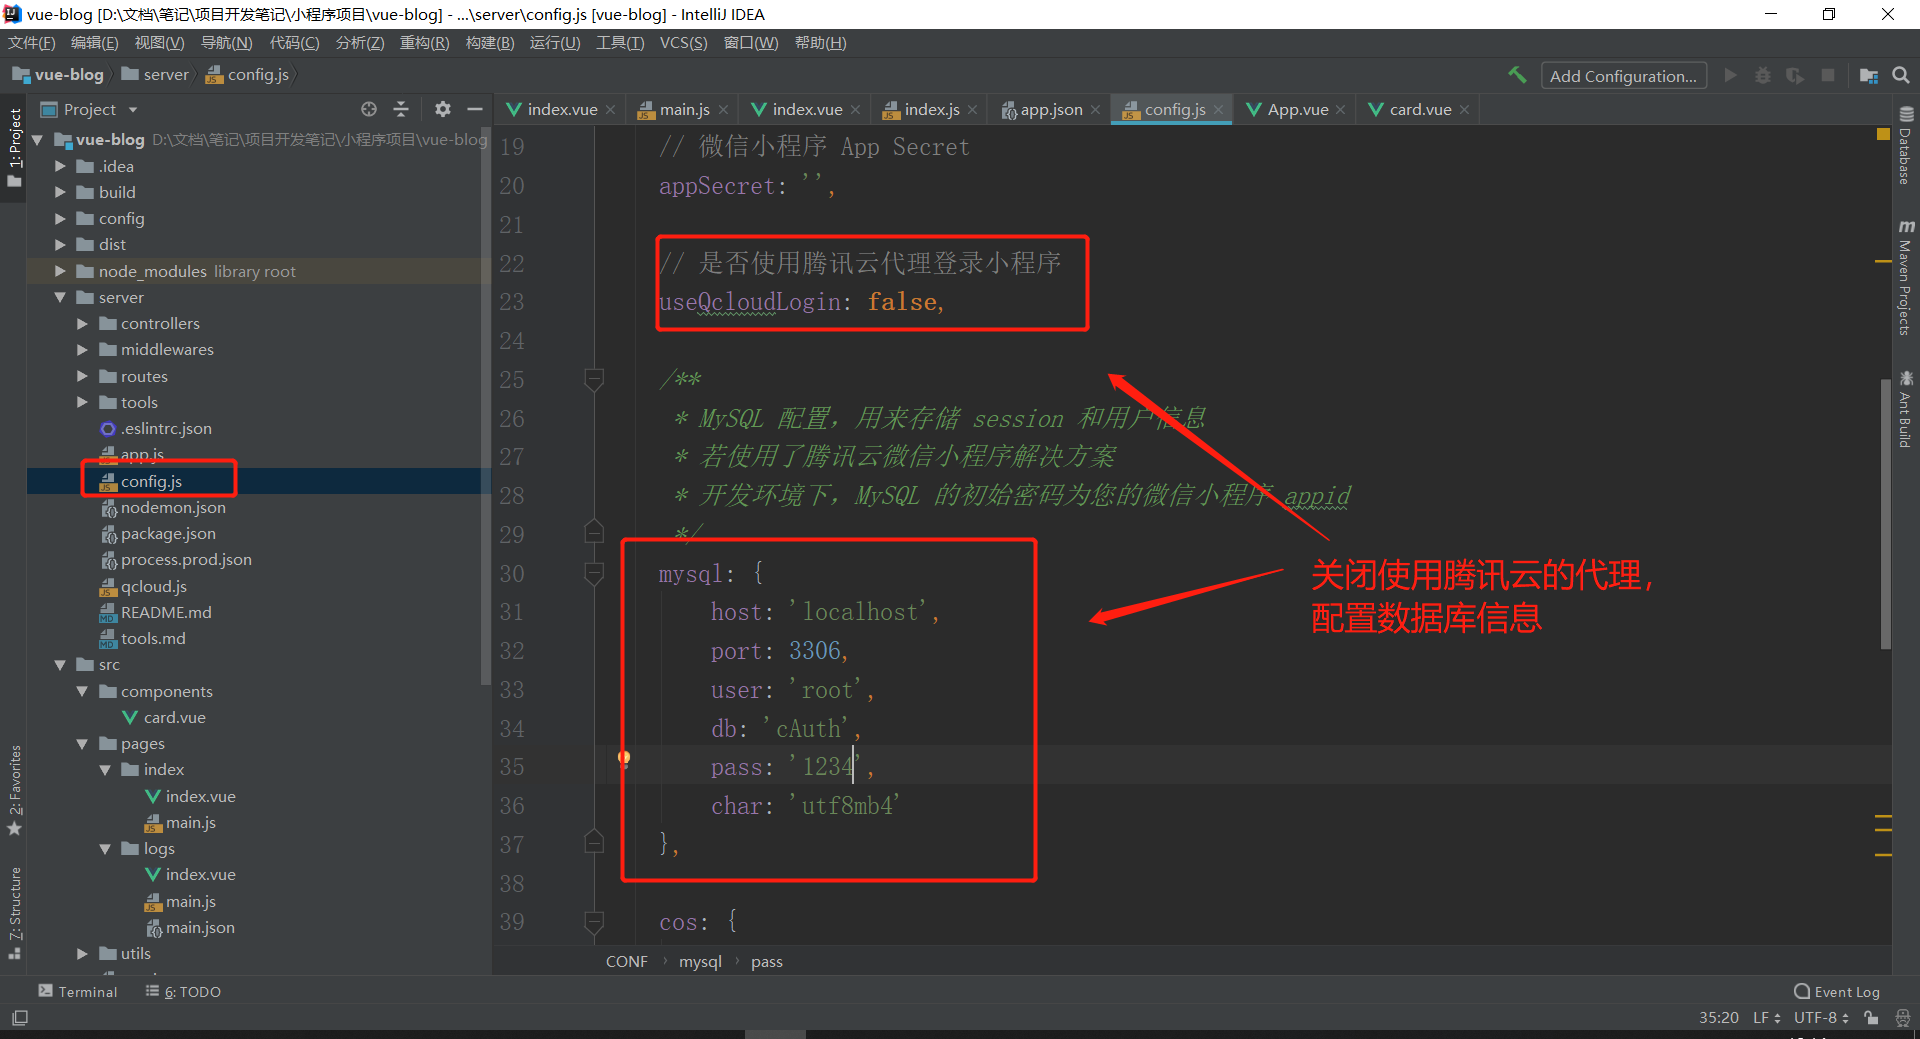 vue-blog [D:\文档\笔记\项目开发笔记\小程序项目\vue-blog] - ...\server\config.js [vue-blog] - IntelliJ IDEA
文件(F) 编辑(E) 视图(V) 导航(N) 代码(C) 分析(Z) 重构(R) 构建(B) 运行(U) 工具(T) VCS(S) 窗口(W) 帮助(H)
vue-blog server config.js
Add Configuration...
Project
index.vue main.js index.vue index.js app.json config.js App.vue card.vue
1: Project
2: Favorites
7: Structure
vue-blog D:\文档\笔记\项目开发笔记\小程序项目\vue-blog
.idea
build
config
dist
node_modules library root
server
controllers
middlewares
routes
tools
.eslintrc.json
app.js
config.js
nodemon.json
package.json
process.prod.json
qcloud.js
README.md
tools.md
src
components
card.vue
pages
index
index.vue
main.js
logs
index.vue
main.js
main.json
utils
19 // 微信小程序 App Secret
20 appSecret: '',
21
22 // 是否使用腾讯云代理登录小程序
23 useQcloudLogin: false,
24
25 /**
26 * MySQL 配置，用来存储 session 和用户信息
27 * 若使用了腾讯云微信小程序解决方案
28 * 开发环境下，MySQL 的初始密码为您的微信小程序 appid
29 */
30 mysql: {
31 host: 'localhost',
32 port: 3306,
33 user: 'root',
34 db: 'cAuth',
35 pass: '1234',
36 char: 'utf8mb4'
37 },
38
39 cos: {
关闭使用腾讯云的代理，
配置数据库信息
Database
Maven Projects
Ant Build
CONF mysql pass
Terminal 6: TODO
Event Log
35:20 LF UTF-8